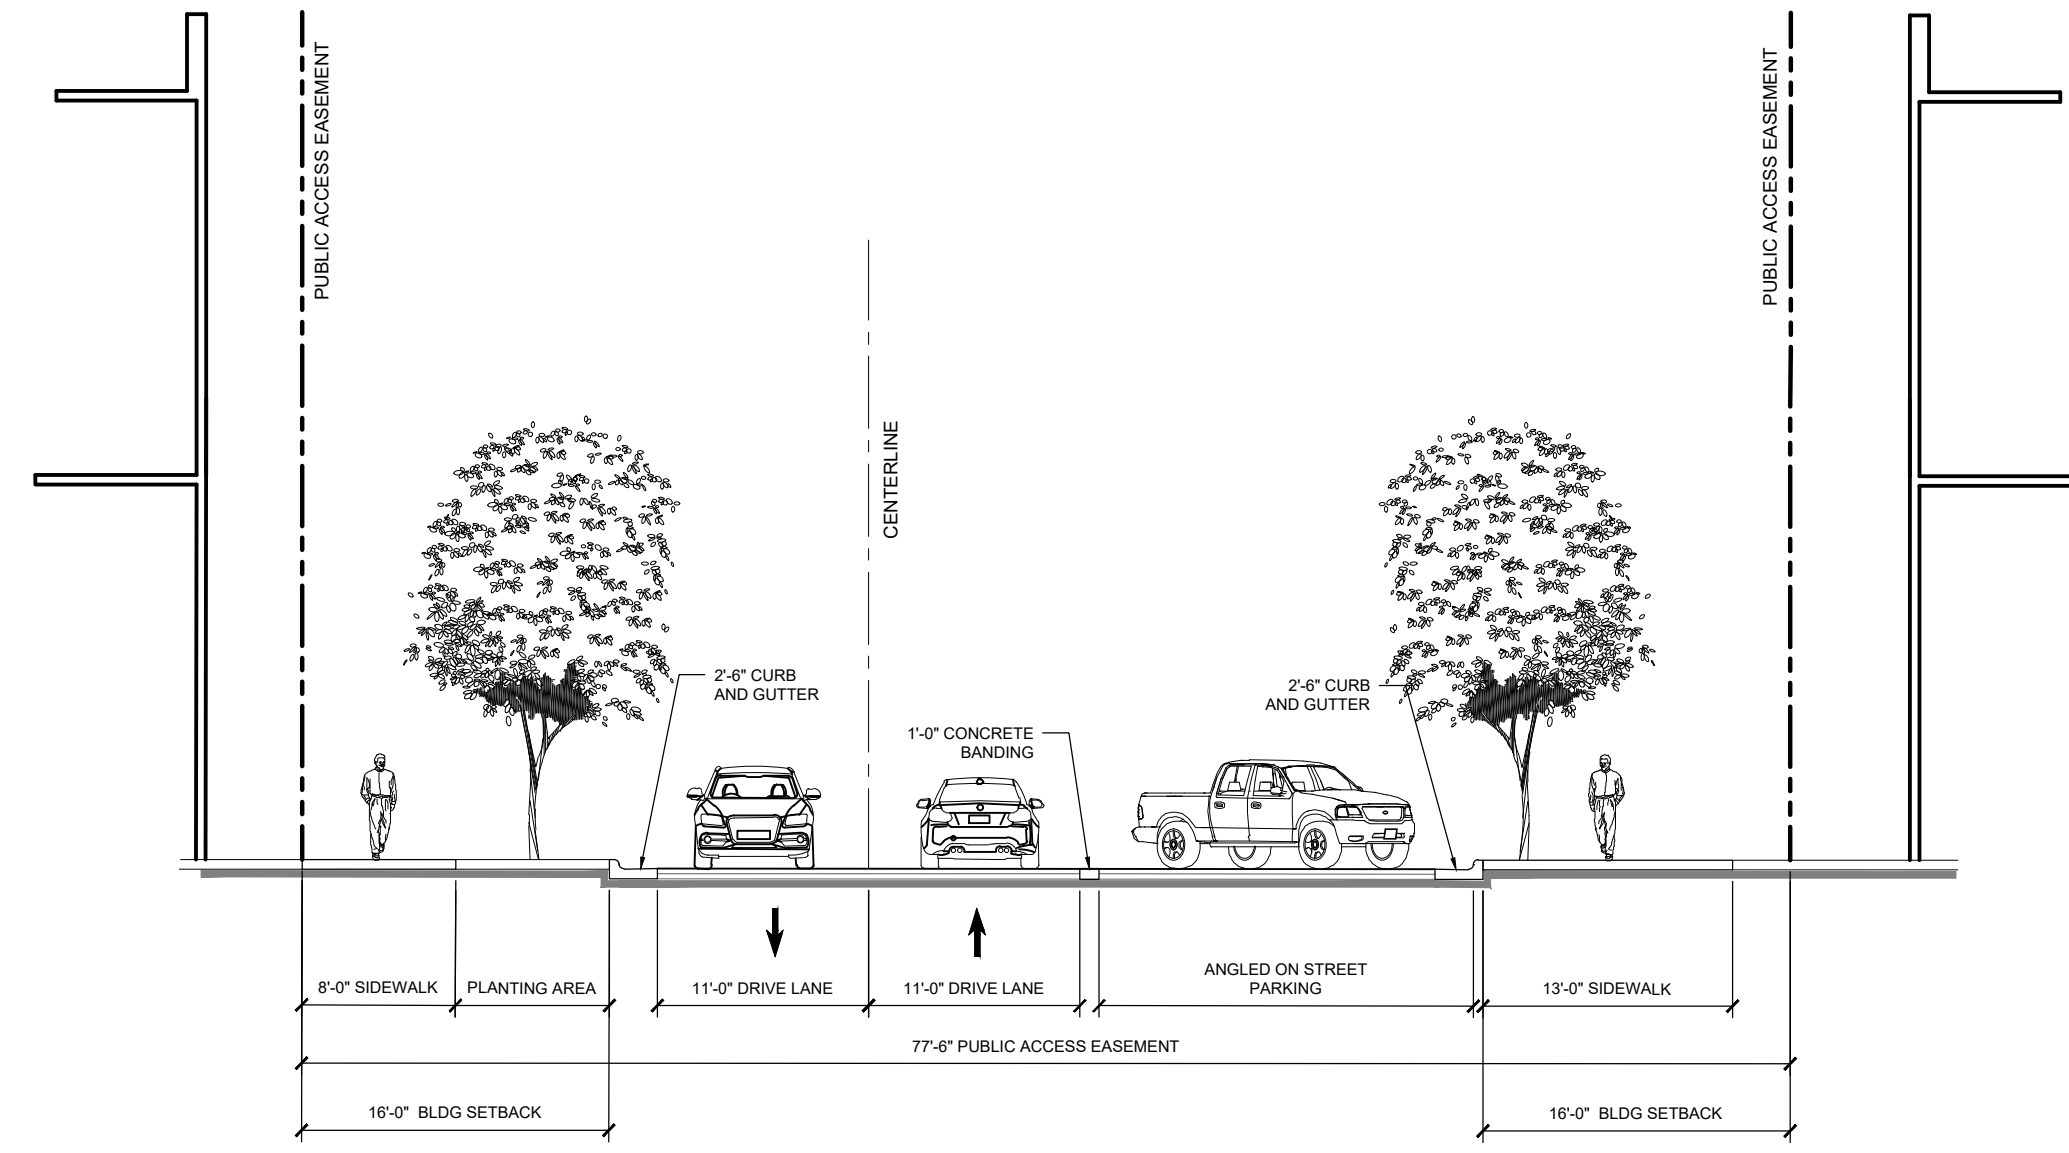 PUBLIC ACCESS EASEMENT
PUBLIC ACCESS EASEMENT
CENTERLINE
2'-6" CURB
AND GUTTER
2'-6" CURB
AND GUTTER
1'-0" CONCRETE
BANDING
8'-0" SIDEWALK
PLANTING AREA
11'-0" DRIVE LANE
11'-0" DRIVE LANE
ANGLED ON STREET
PARKING
13'-0" SIDEWALK
77'-6" PUBLIC ACCESS EASEMENT
16'-0" BLDG SETBACK
16'-0" BLDG SETBACK